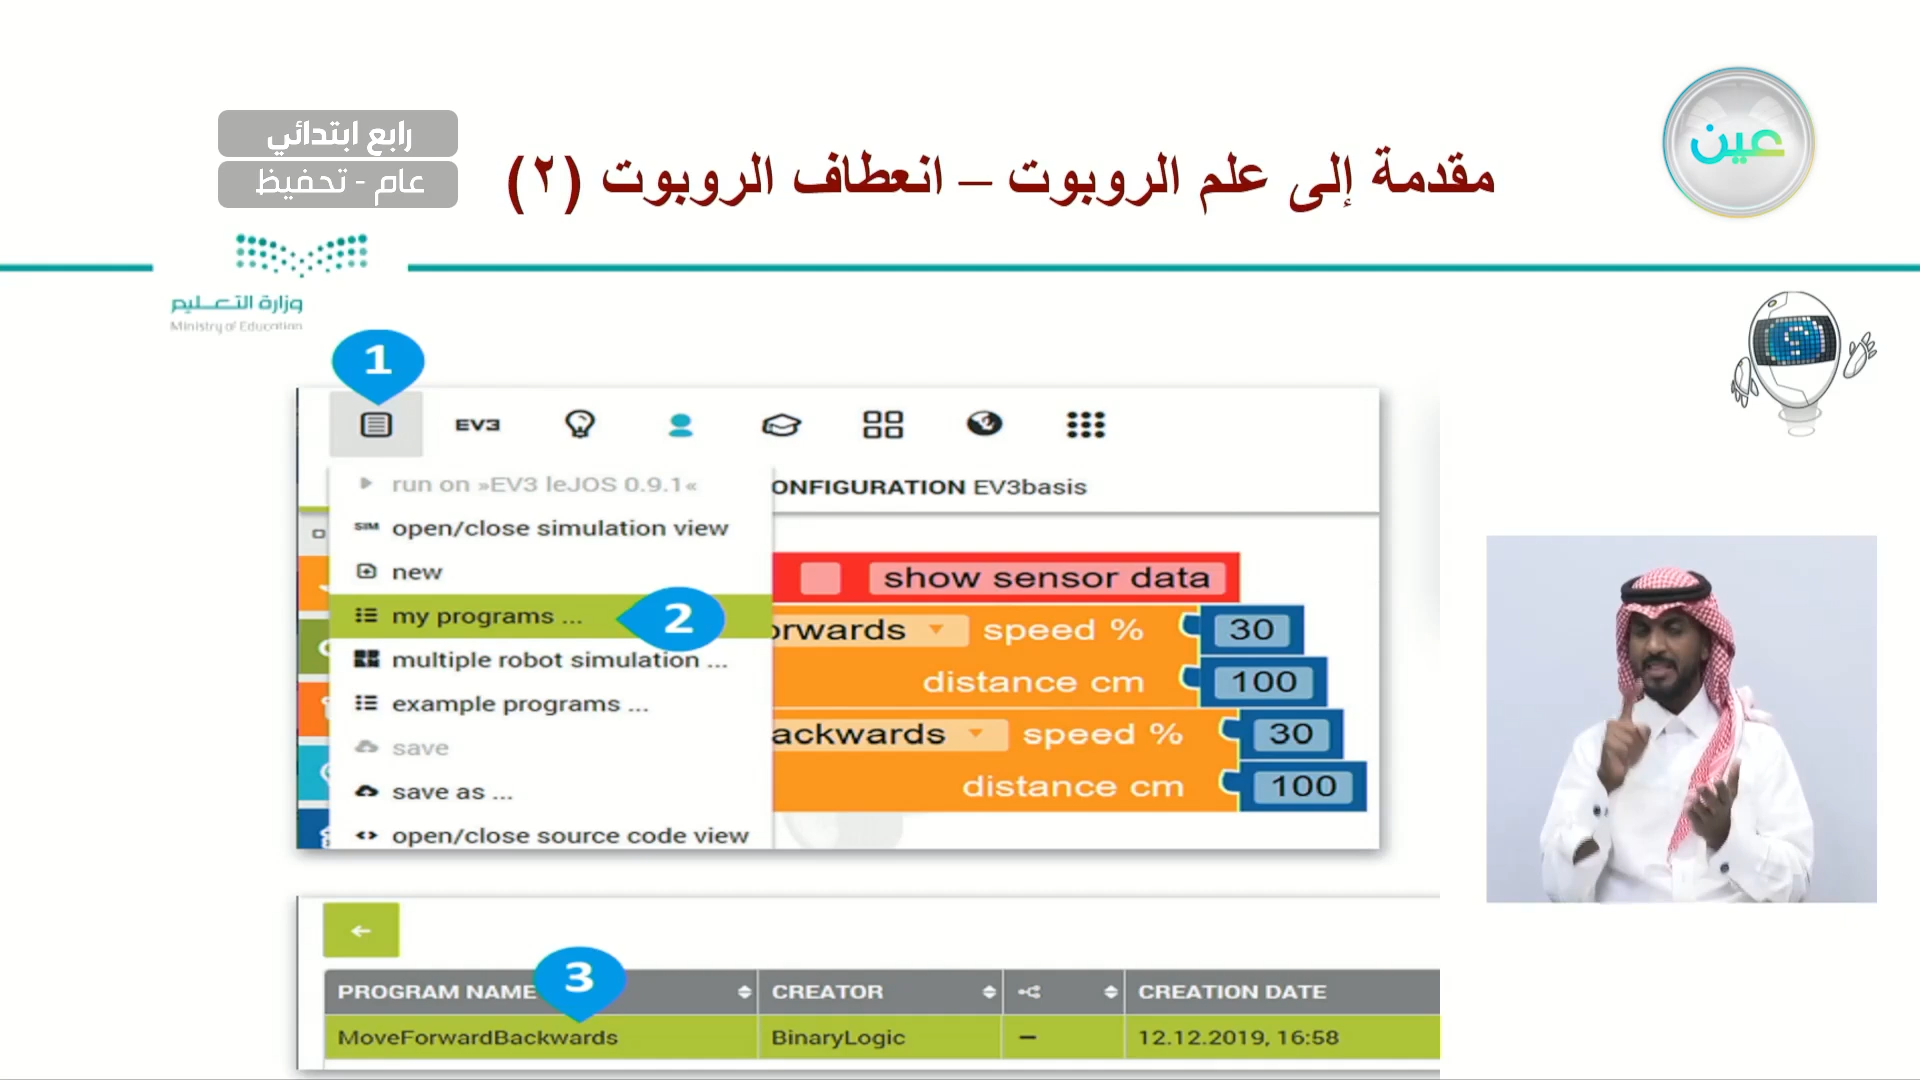 عين
رابع ابتدائي
عام - تحفيظ
مقدمة إلى علم الروبوت – انعطاف الروبوت (٢)
وزارة التعليم
Ministry of Education
1
EV3
run on »EV3 leJOS 0.9.1«
ONFIGURATION EV3basis
SIM open/close simulation view
new
show sensor data
my programs ...
2
orwards speed % 30
multiple robot simulation ...
distance cm 100
example programs ...
ackwards speed % 30
save
distance cm 100
save as ...
open/close source code view
3
PROGRAM NAME CREATOR CREATION DATE
MoveForwardBackwards BinaryLogic – 12.12.2019, 16:58